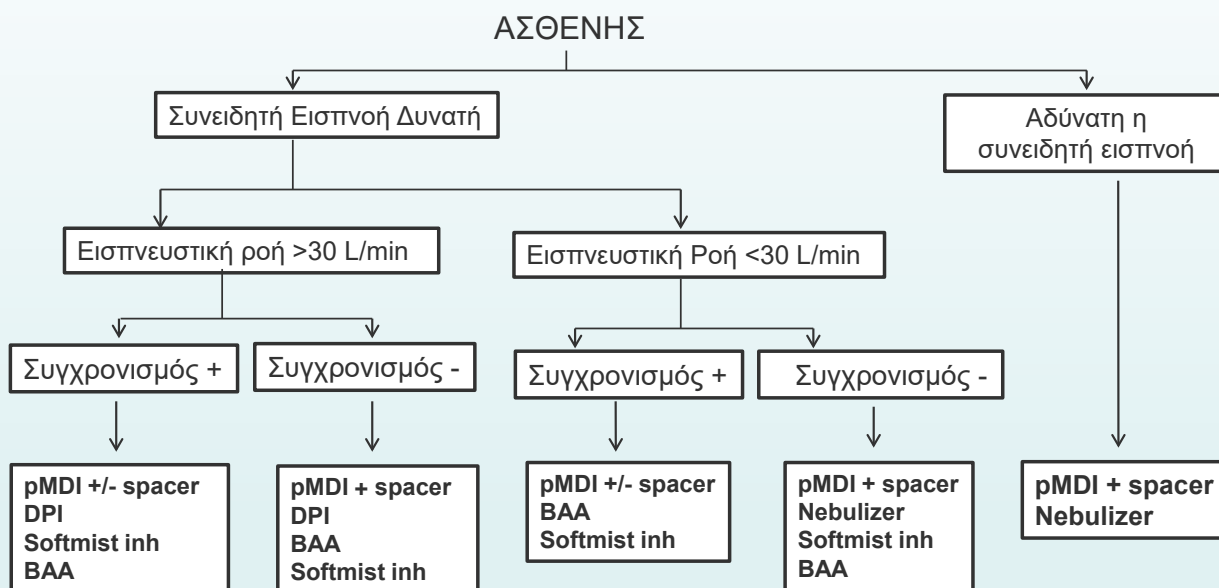 ΑΣΘΕΝΗΣ
Συνειδητή Εισπνοή Δυνατή
Αδύνατη η
συνειδητή εισπνοή
Εισπνευστική ροή >30 L/min
Εισπνευστική Ροή <30 L/min
Συγχρονισμός +
Συγχρονισμός -
Συγχρονισμός +
Συγχρονισμός -
pMDI +/- spacer
DPI
Softmist inh
BAA
pMDI + spacer
DPI
BAA
Softmist inh
pMDI +/- spacer
BAA
Softmist inh
pMDI + spacer
Nebulizer
Softmist inh
BAA
pMDI + spacer
Nebulizer